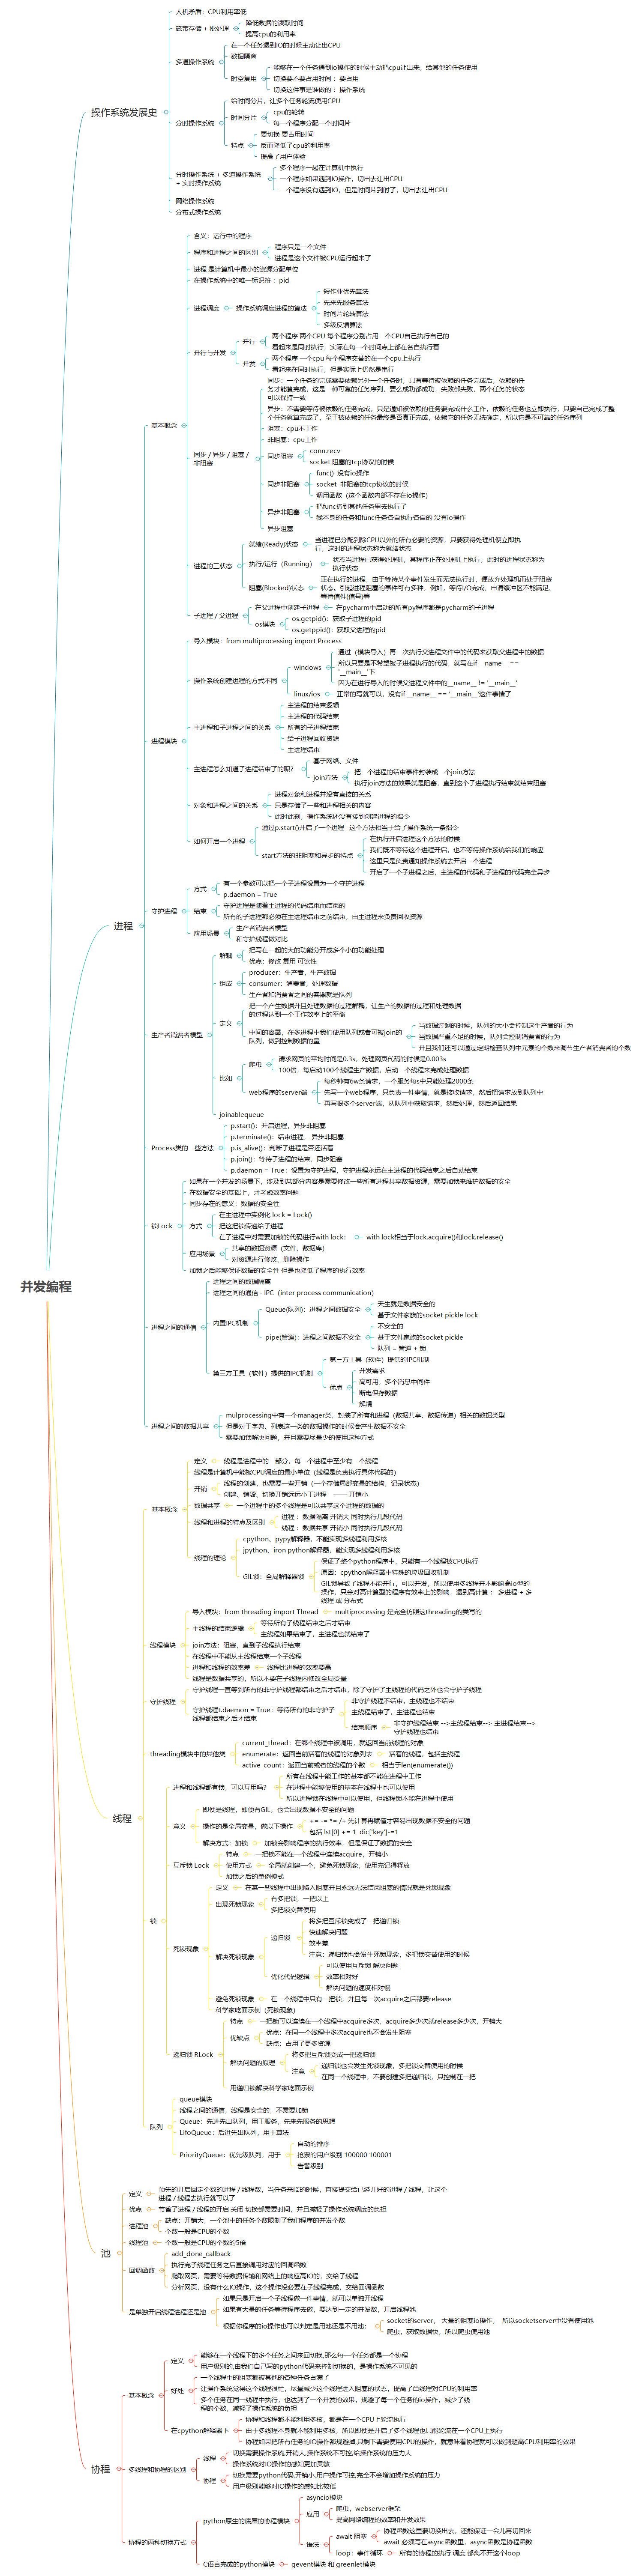 并发编程
操作系统发展史
人机矛盾：CPU利用率低
磁带存储 + 批处理
降低数据的读取时间
提高cpu的利用率
多道操作系统
在一个任务遇到IO的时候主动让出CPU
数据隔离
时空复用
能够在一个任务遇到io操作的时候主动把cpu让出来，给其他的任务使用
切换要不要占用时间 ：要占用
切换这件事是谁做的 ：操作系统
分时操作系统
给时间分片，让多个任务轮流使用CPU
时间分片
cpu的轮转
每一个程序分配一个时间片
特点
要切换 要占用时间
反而降低了cpu的利用率
提高了用户体验
分时操作系统 + 多道操作系统
+ 实时操作系统
多个程序一起在计算机中执行
一个程序如果遇到IO操作，切出去让出CPU
一个程序没有遇到IO，但是时间片到时了，切出去让出CPU
网络操作系统
分布式操作系统
进程
基本概念
含义：运行中的程序
程序和进程之间的区别
程序只是一个文件
进程是这个文件被CPU运行起来了
进程 是计算机中最小的资源分配单位
在操作系统中的唯一标识符 ：pid
进程调度
操作系统调度进程的算法
短作业优先算法
先来先服务算法
时间片轮转算法
多级反馈算法
并行与并发
并行
两个程序 两个CPU 每个程序分别占用一个CPU自己执行自己的
看起来是同时执行，实际在每一个时间点上都在各自执行着
并发
两个程序 一个cpu 每个程序交替的在一个cpu上执行
看起来在同时执行，但是实际上仍然是串行
同步 / 异步 / 阻塞 /
非阻塞
同步：一个任务的完成需要依赖另外一个任务时，只有等待被依赖的任务完成后，依赖的任
务才能算完成，这是一种可靠的任务序列。要么成功都成功，失败都失败，两个任务的状态
可以保持一致
异步：不需要等待被依赖的任务完成，只是通知被依赖的任务要完成什么工作，依赖的任务也立即执行，只要自己完成了整
个任务就算完成了，至于被依赖的任务最终是否真正完成，依赖它的任务无法确定，所以它是不可靠的任务序列
阻塞：cpu不工作
非阻塞：cpu工作
同步阻塞
conn.recv
socket 阻塞的tcp协议的时候
同步非阻塞
func() 没有io操作
socket 非阻塞的tcp协议的时候
调用函数（这个函数内部不存在io操作）
异步非阻塞
把func扔到其他任务里去执行了
我本身的任务和func任务各自执行各自的 没有io操作
异步阻塞
进程的三状态
就绪(Ready)状态
当进程已分配到除CPU以外的所有必要的资源，只要获得处理机便立即执
行，这时的进程状态称为就绪状态
执行/运行（Running）
状态当进程已获得处理机，其程序正在处理机上执行，此时的进程状态称为
执行状态
阻塞(Blocked)状态
正在执行的进程，由于等待某个事件发生而无法执行时，便放弃处理机而处于阻塞
状态。引起进程阻塞的事件可有多种，例如，等待I/O完成、申请缓冲区不能满足、
等待信件(信号)等
子进程 / 父进程
在父进程中创建子进程
在pycharm中启动的所有py程序都是pycharm的子进程
os模块
os.getpid()：获取子进程的pid
os.getppid()：获取父进程的pid
进程模块
导入模块：from multiprocessing import Process
操作系统创建进程的方式不同
windows
通过（模块导入）再一次执行父进程文件中的代码来获取父进程中的数据
所以只要是不希望被子进程执行的代码，就写在if __name__ ==
'__main__'下
因为在进行导入的时候父进程文件中的__name__ != '__main__'
linux/ios
正常的写就可以，没有if __name__ == '__main__'这件事情了
主进程和子进程之间的关系
主进程的结束逻辑
主进程的代码结束
所有的子进程结束
给子进程回收资源
主进程结束
主进程怎么知道子进程结束了的呢？
基于网络、文件
join方法
把一个进程的结束事件封装成一个join方法
执行join方法的效果就是阻塞，直到这个子进程执行结束就结束阻塞
对象和进程之间的关系
进程对象和进程并没有直接的关系
只是存储了一些和进程相关的内容
此时此刻，操作系统还没有接到创建进程的指令
如何开启一个进程
通过p.start()开启了一个进程--这个方法相当于给了操作系统一条指令
start方法的非阻塞和异步的特点
在执行开启进程这个方法的时候
我们既不等待这个进程开启，也不等待操作系统给我们的响应
这里只是负责通知操作系统去开启一个进程
开启了一个子进程之后，主进程的代码和子进程的代码完全异步
守护进程
方式
有一个参数可以把一个子进程设置为一个守护进程
p.daemon = True
结束
守护进程是随着主进程的代码结束而结束的
所有的子进程都必须在主进程结束之前结束，由主进程来负责回收资源
应用场景
生产者消费者模型
和守护线程做对比
生产者消费者模型
解耦
把写在一起的大的功能分开成多个小的功能处理
优点：修改 复用 可读性
组成
producer：生产者，生产数据
consumer：消费者，处理数据
生产者和消费者之间的容器就是队列
定义
把一个产生数据并且处理数据的过程解耦，让生产的数据的过程和处理数据
的过程达到一个工作效率上的平衡
中间的容器，在多进程中我们使用队列或者可被join的
队列，做到控制数据的量
当数据过剩的时候，队列的大小会控制这生产者的行为
当数据严重不足的时候，队列会控制消费者的行为
并且我们还可以通过定期检查队列中元素的个数来调节生产者消费者的个数
比如
爬虫
请求网页的平均时间是0.3s，处理网页代码的时候是0.003s
100倍，每启动100个线程生产数据，启动一个线程来完成处理数据
web程序的server端
每秒钟有6w条请求，一个服务每s中只能处理2000条
先写一个web程序，只负责一件事情，就是接收请求，然后把请求放到队列中
再写很多个server端，从队列中获取请求，然后处理，然后返回结果
joinablequeue
Process类的一些方法
p.start()：开启进程，异步非阻塞
p.terminate()：结束进程， 异步非阻塞
p.is_alive()：判断子进程是否还活着
p.join()：等待子进程的结束，同步阻塞
p.daemon = True：设置为守护进程，守护进程永远在主进程的代码结束之后自动结束
锁Lock
如果在一个并发的场景下，涉及到某部分内容是需要修改一些所有进程共享数据资源，需要加锁来维护数据的安全
在数据安全的基础上，才考虑效率问题
同步存在的意义：数据的安全性
方式
在主进程中实例化 lock = Lock()
把这把锁传递给子进程
在子进程中对需要加锁的代码进行with lock：
with lock相当于lock.acquire()和lock.release()
应用场景
共享的数据资源（文件、数据库）
对资源进行修改、删除操作
加锁之后能够保证数据的安全性 但是也降低了程序的执行效率
进程之间的通信
进程之间的数据隔离
进程之间的通信 - IPC（inter process communication）
内置IPC机制
Queue(队列)：进程之间数据安全
天生就是数据安全的
基于文件家族的socket pickle lock
pipe(管道)：进程之间数据不安全
不安全的
基于文件家族的socket pickle
队列 = 管道 + 锁
第三方工具（软件）提供的IPC机制
第三方工具（软件）提供的IPC机制
优点
并发需求
高可用，多个消息中间件
断电保存数据
解耦
进程之间的数据共享
mulprocessing中有一个manager类，封装了所有和进程（数据共享、数据传递）相关的数据类型
但是对于字典、列表这一类的数据操作的时候会产生数据不安全
需要加锁解决问题，并且需要尽量少的使用这种方式
线程
基本概念
定义
线程是进程中的一部分，每一个进程中至少有一个线程
线程是计算机中能被CPU调度的最小单位（线程是负责执行具体代码的）
开销
线程的创建，也需要一些开销（一个存储局部变量的结构，记录状态）
创建、销毁、切换开销远远小于进程 —— 开销小
数据共享
一个进程中的多个线程是可以共享这个进程的数据的
线程和进程的特点及区别
进程 ：数据隔离 开销大 同时执行几段代码
线程 ：数据共享 开销小 同时执行几段代码
线程的理论
cpython、pypy解释器，不能实现多线程利用多核
jpython、iron python解释器，能实现多线程利用多核
GIL锁：全局解释器锁
保证了整个python程序中，只能有一个线程被CPU执行
原因：cpython解释器中特殊的垃圾回收机制
GIL锁导致了线程不能并行，可以并发，所以使用多线程并不影响高io型的
操作，只会对高计算型的程序有效率上的影响，遇到高计算 ： 多进程 + 多
线程 或 分布式
线程模块
导入模块：from threading import Thread
multiprocessing 是完全仿照这threading的类写的
主线程的结束逻辑
等待所有子线程结束之后才结束
主线程如果结束了，主进程也就结束了
join方法：阻塞，直到子线程执行结束
在线程中不能从主线程结束一个子线程
进程和线程的效率差
线程比进程的效率要高
线程是数据共享的，所以不要在子线程内修改全局变量
守护线程
守护线程一直等到所有的非守护线程都结束之后才结束，除了守护了主线程的代码之外也会守护子线程
守护线程t.daemon = True：等待所有的非守护子
线程都结束之后才结束
非守护线程不结束，主线程也不结束
主线程结束了，主进程也结束
结束顺序
非守护线程结束 -->主线程结束--> 主进程结束-->
守护线程也结束
threading模块中的其他类
current_thread：在哪个线程中被调用，就返回当前线程的对象
enumerate：返回当前活着的线程的对象列表
活着的线程，包括主线程
active_count：返回当前或者的线程的个数
相当于len(enumerate())
锁
进程和线程都有锁，可以互用吗？
所有在线程中能工作的基本都不能在进程中工作
在进程中能够使用的基本在线程中也可以使用
所以进程锁在线程中可以使用，但线程锁不能在进程中使用
意义
即使是线程，即便有GIL，也会出现数据不安全的问题
操作的是全局变量，做以下操作
+= -= *= /+ 先计算再赋值才容易出现数据不安全的问题
包括 lst[0] += 1 dic['key']-=1
解决方式：加锁
加锁会影响程序的执行效率，但是保证了数据的安全
互斥锁 Lock
特点
一把锁不能在一个线程中连续acquire，开销小
使用方式
全局就创建一个，避免死锁现象，使用完记得释放
加锁之后的单例模式
死锁现象
定义
在某一些线程中出现陷入阻塞并且永远无法结束阻塞的情况就是死锁现象
出现死锁现象
有多把锁，一把以上
多把锁交替使用
解决死锁现象
递归锁
将多把互斥锁变成了一把递归锁
快速解决问题
效率差
注意：递归锁也会发生死锁现象，多把锁交替使用的时候
优化代码逻辑
可以使用互斥锁 解决问题
效率相对好
解决问题的速度相对慢
避免死锁现象
在一个线程中只有一把锁，并且每一次acquire之后都要release
科学家吃面示例（死锁现象）
递归锁 RLock
特点
一把锁可以连续在一个线程中acquire多次，acquire多少次就release多少次，开销大
优缺点
优点：在同一个线程中多次acquire也不会发生阻塞
缺点：占用了更多资源
解决问题的原理
将多把互斥锁变成一把递归锁
注意
递归锁也会发生死锁现象，多把锁交替使用的时候
在同一个线程中，不要创建多把递归锁，只控制在一把
用递归锁解决科学家吃面示例
队列
queue模块
线程之间的通信，线程是安全的，不需要加锁
Queue：先进先出队列，用于服务，先来先服务的思想
LifoQueue：后进先出队列，用于算法
PriorityQueue：优先级队列，用于
自动的排序
抢票的用户级别 100000 100001
告警级别
池
定义
预先的开启固定个数的进程 / 线程数，当任务来临的时候，直接提交给已经开好的进程 / 线程，让这个
进程 / 线程去执行就可以了
优点
节省了进程 / 线程的开启 关闭 切换都需要时间，并且减轻了操作系统调度的负担
进程池
缺点：开销大，一个池中的任务个数限制了我们程序的并发个数
个数一般是CPU的个数
线程池
个数一般是CPU的个数的5倍
回调函数
add_done_callback
执行完子线程任务之后直接调用对应的回调函数
爬取网页，需要等待数据传输和网络上的响应高IO的，交给子线程
分析网页，没有什么IO操作，这个操作没必要在子线程完成，交给回调函数
是单独开启线程进程还是池
如果只是开启一个子线程做一件事情，就可以单独开线程
如果有大量的任务等待程序去做，要达到一定的并发数，开启线程池
根据你程序的io操作也可以判定是用池还是不用池：
socket的server， 大量的阻塞io操作， 所以socketserver中没有使用池
爬虫，获取数据快，所以爬虫使用池
协程
基本概念
定义
能够在一个线程下的多个任务之间来回切换,那么每一个任务都是一个协程
用户级别的,由我们自己写的python代码来控制切换的，是操作系统不可见的
好处
一个线程中的阻塞都被其他的各种任务占满了
让操作系统觉得这个线程很忙，尽量减少这个线程进入阻塞的状态，提高了单线程对CPU的利用率
多个任务在同一线程中执行，也达到了一个并发的效果，规避了每一个任务的io操作，减少了线
程的个数，减轻了操作系统的负担
在cpython解释器下
协程和线程都不能利用多核，都是在一个CPU上轮流执行
由于多线程本身就不能利用多核，所以即便是开启了多个线程也只能轮流在一个CPU上执行
协程如果把所有任务的IO操作都规避掉,只剩下需要使用CPU的操作，就意味着协程就可以做到提高CPU利用率的效果
多线程和协程的区别
线程
切换需要操作系统,开销大,操作系统不可控,给操作系统的压力大
操作系统对IO操作的感知更加灵敏
协程
切换需要python代码,开销小,用户操作可控,完全不会增加操作系统的压力
用户级别能够对IO操作的感知比较低
协程的两种切换方式
python原生的底层的协程模块
asyncio模块
应用
爬虫，webserver框架
提高网络编程的效率和并发效果
语法
await 阻塞
协程函数这里要切换出去，还能保证一会儿再切回来
await 必须写在async函数里，async函数是协程函数
loop：事件循环
所有的协程的执行 调度 都离不开这个loop
C语言完成的python模块
gevent模块 和 greenlet模块